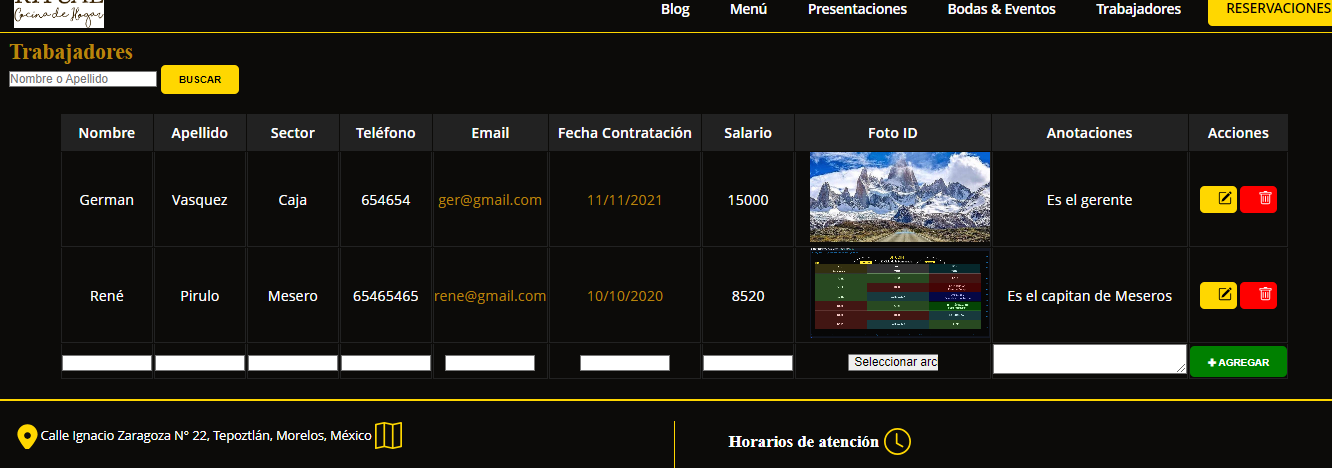 Cocina de Hogar
Blog Menú Presentaciones Bodas & Eventos Trabajadores RESERVACIONES
Trabajadores
Nombre o Apellido BUSCAR
Nombre Apellido Sector Teléfono Email Fecha Contratación Salario Foto ID Anotaciones Acciones
German Vasquez Caja 654654 ger@gmail.com 11/11/2021 15000 Es el gerente
René Pirulo Mesero 65465465 rene@gmail.com 10/10/2020 8520 Es el capitan de Meseros
Seleccionar arc + AGREGAR
Calle Ignacio Zaragoza N° 22, Tepoztlán, Morelos, México
Horarios de atención